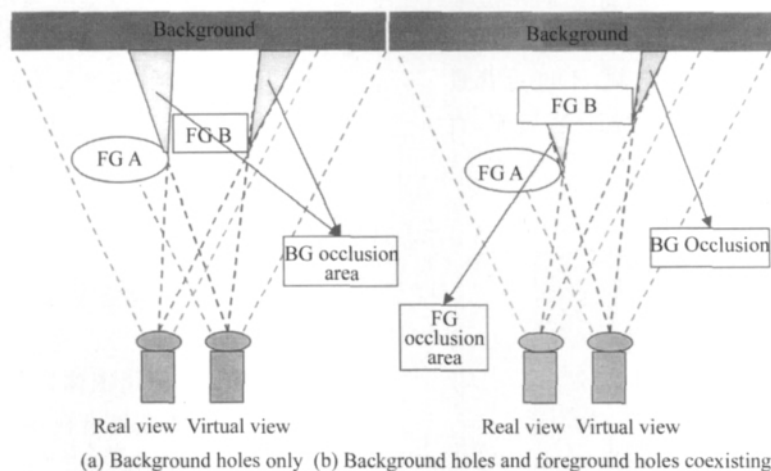 Background
FG A
FG B
BG occlusion
area
Real view Virtual view
(a) Background holes only
Background
FG B
FG A
BG Occlusion
FG
occlusion
area
Real view Virtual view
(b) Background holes and foreground holes coexisting